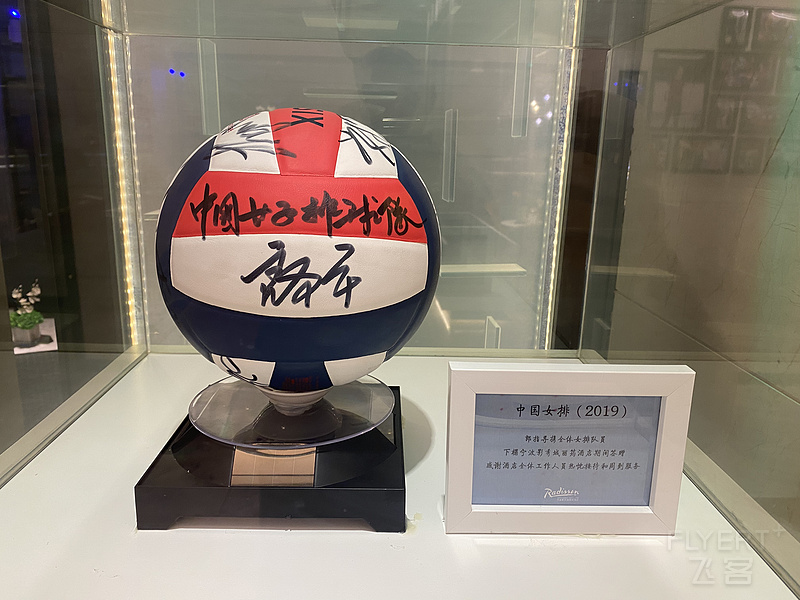 中国女子排球队
郎平
中国女排（2019）
郎指导携全体女排队员
下榻宁波影秀城丽筠酒店期间答赠
感谢酒店全体工作人员热忱接待和周到服务
Radisson
FLYERT
飞客